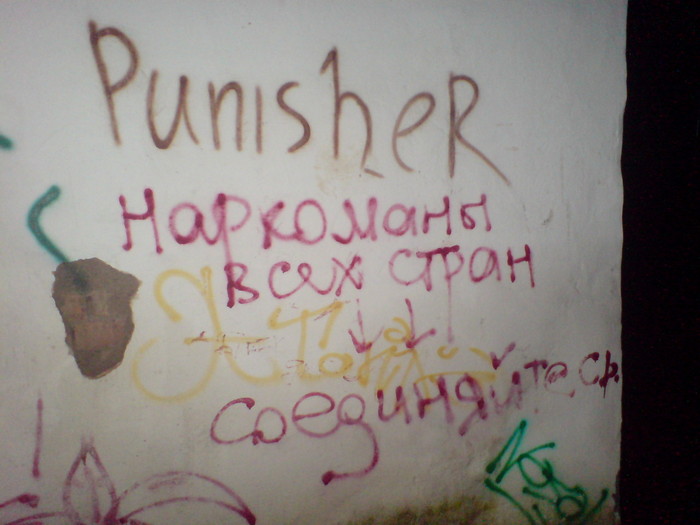 PunisheR
наркоманы
всех стран
соединяйтесь